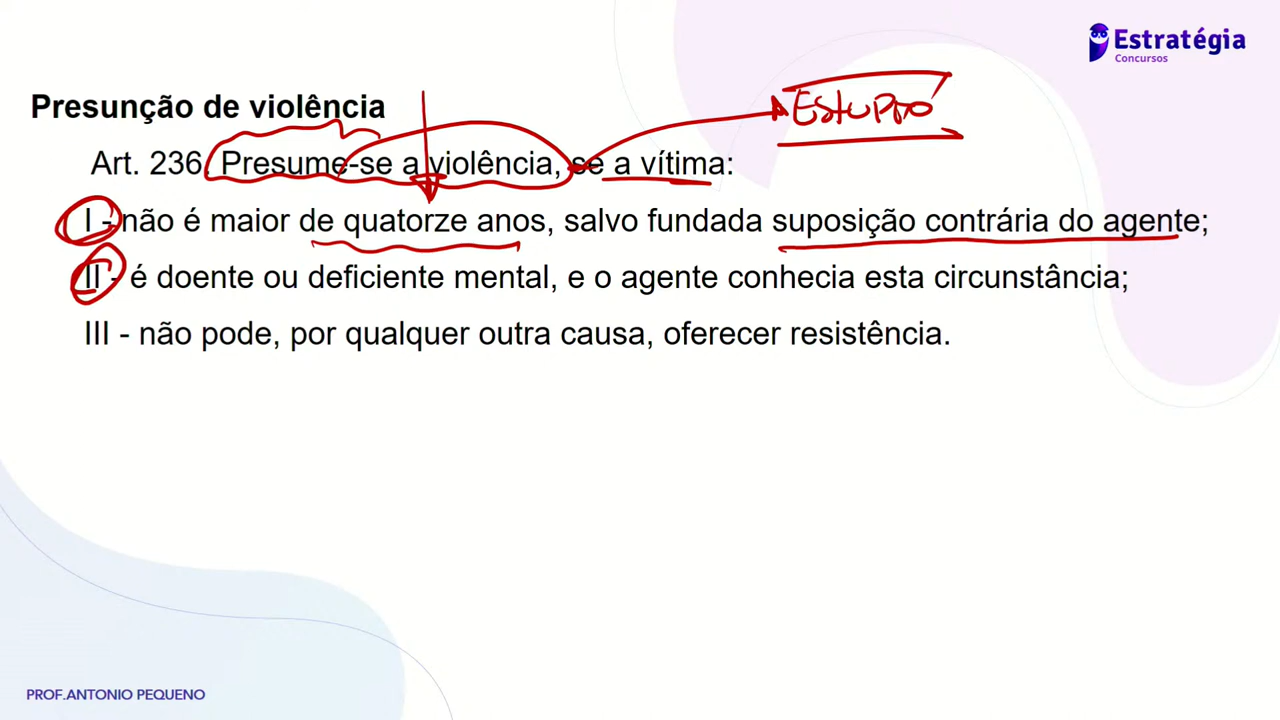 Estratégia
Concursos
Presunção de violência
ESTUPRO
Art. 236. Presume-se a violência, se a vítima:
I - não é maior de quatorze anos, salvo fundada suposição contrária do agente;
II - é doente ou deficiente mental, e o agente conhecia esta circunstância;
III - não pode, por qualquer outra causa, oferecer resistência.
PROF.ANTONIO PEQUENO